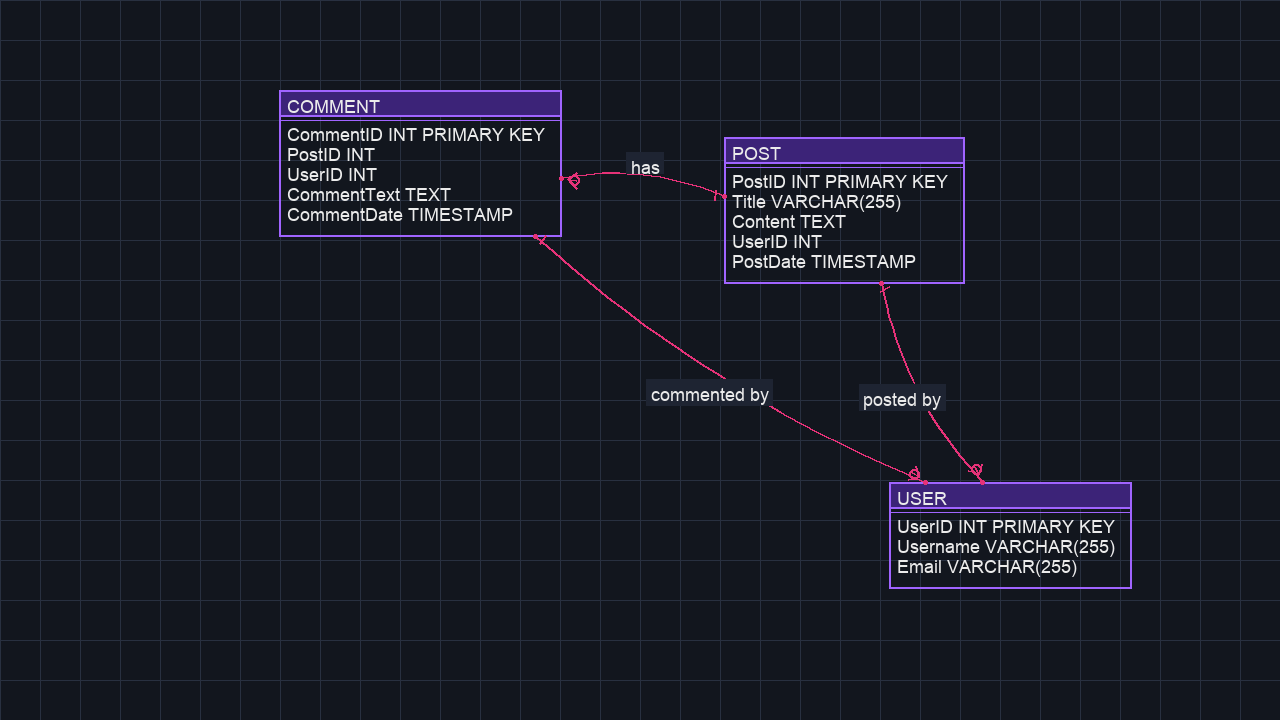 COMMENT
CommentID INT PRIMARY KEY
PostID INT
UserID INT
CommentText TEXT
CommentDate TIMESTAMP
has
POST
PostID INT PRIMARY KEY
Title VARCHAR(255)
Content TEXT
UserID INT
PostDate TIMESTAMP
commented by
posted by
USER
UserID INT PRIMARY KEY
Username VARCHAR(255)
Email VARCHAR(255)